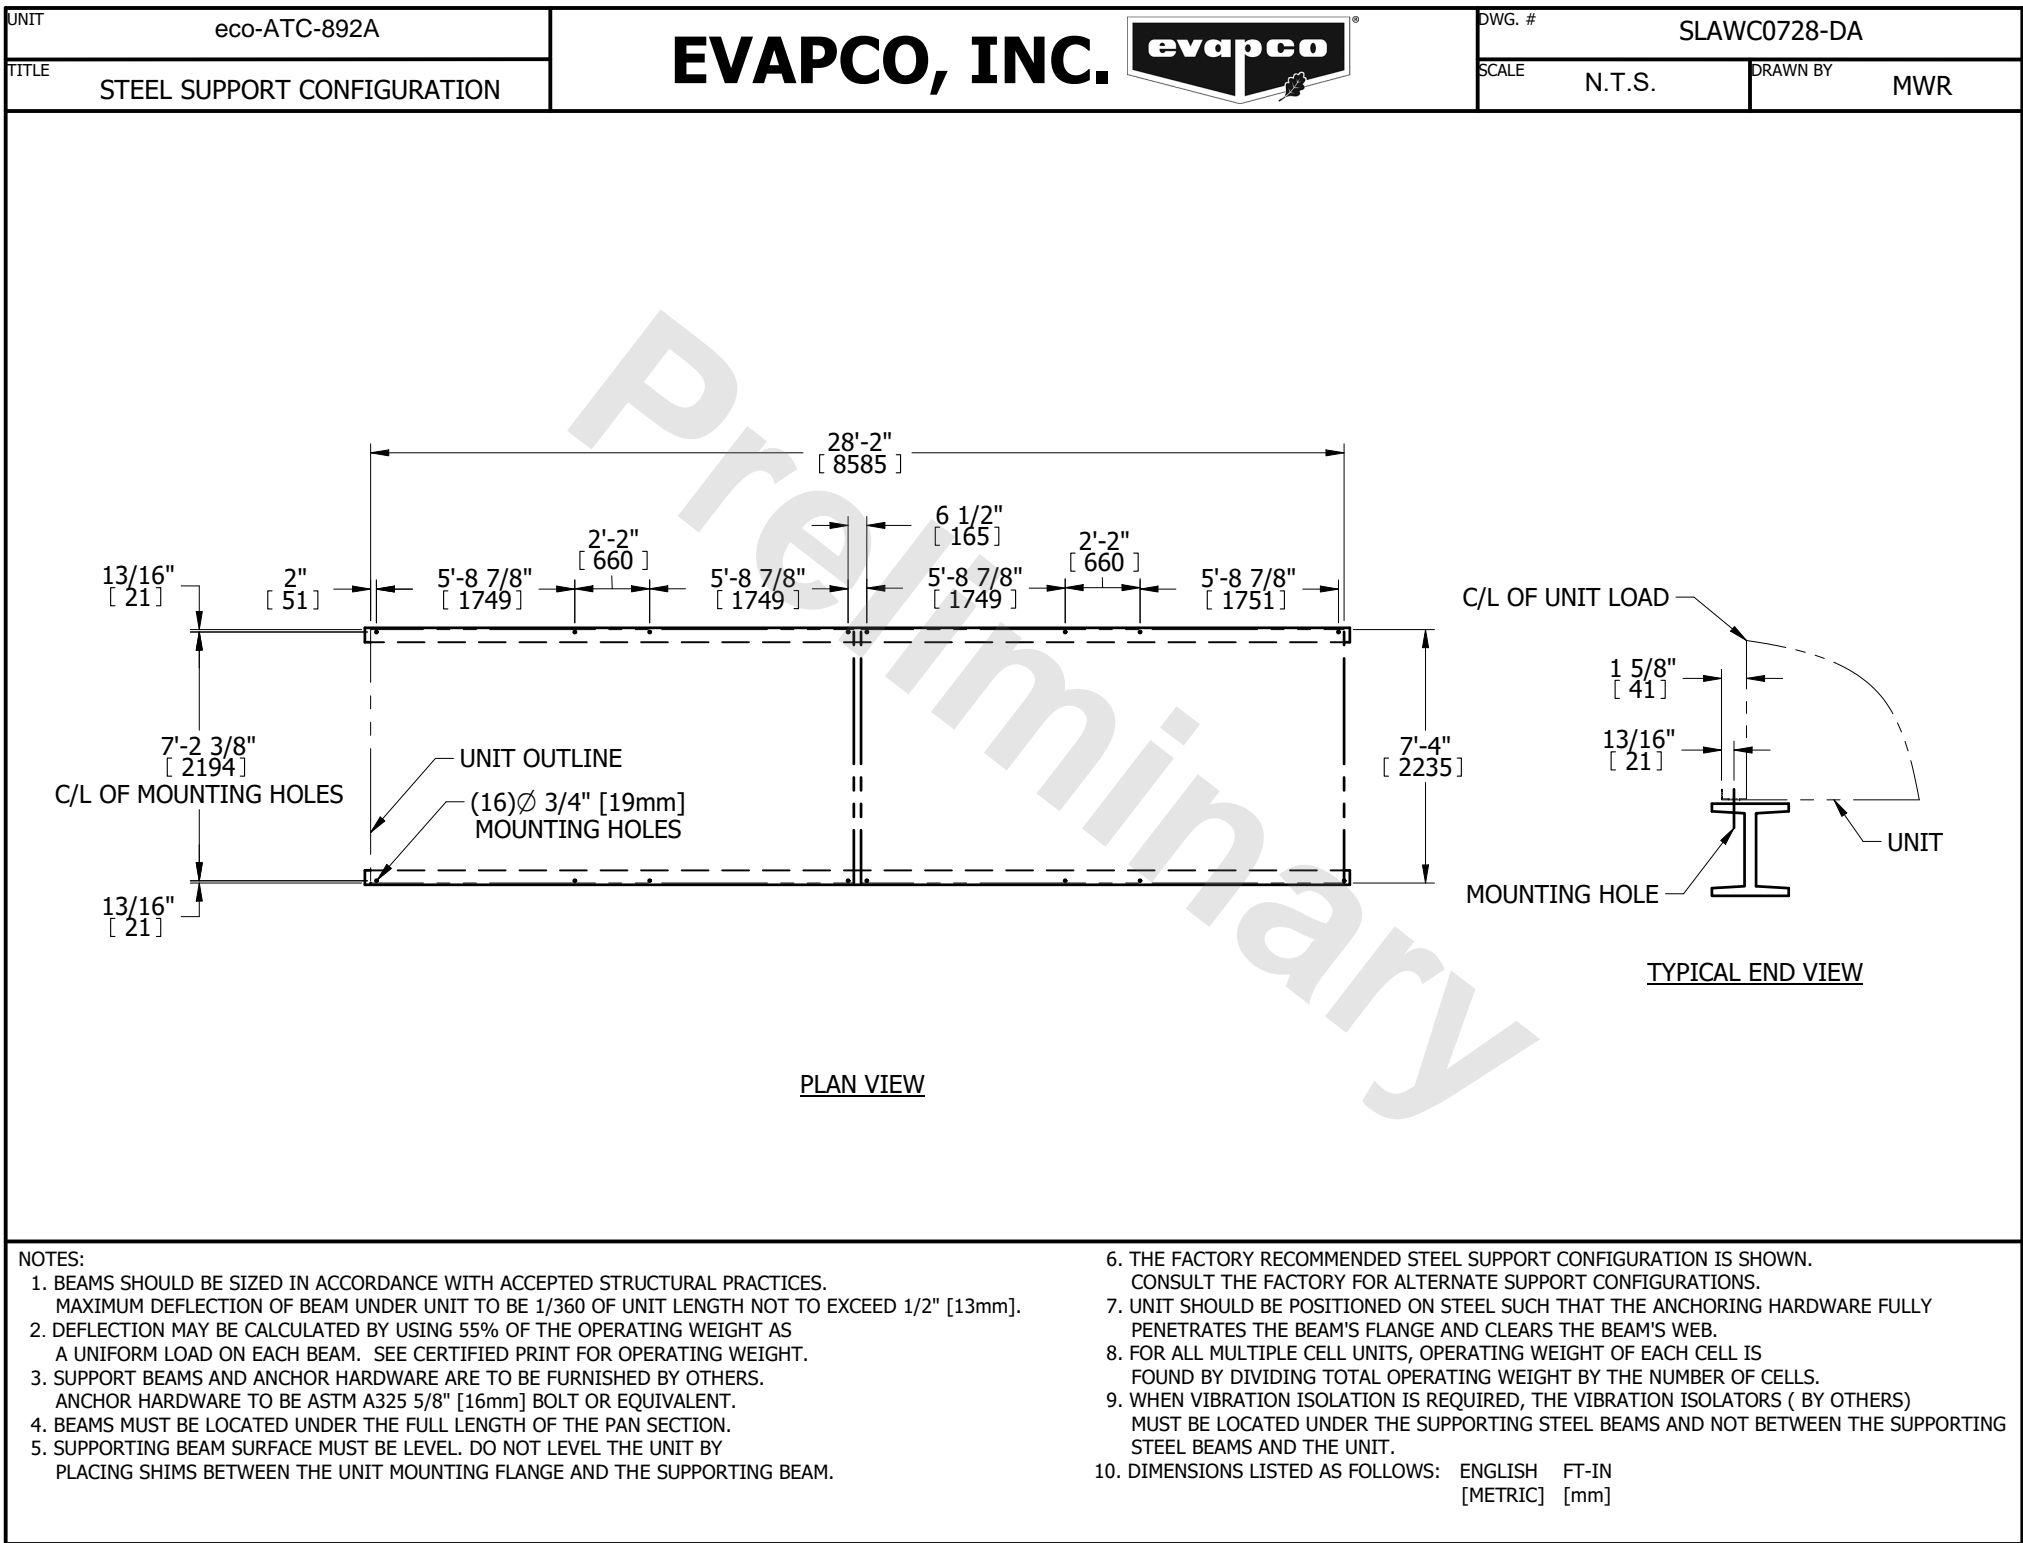 UNIT
eco-ATC-892A
TITLE
STEEL SUPPORT CONFIGURATION
EVAPCO, INC.
evapco
®
DWG. #
SLAWC0728-DA
SCALE
N.T.S.
DRAWN BY
MWR
Preliminary
28'-2"
[ 8585 ]
6 1/2"
[ 165]
2'-2"
[ 660 ]
2'-2"
[ 660 ]
13/16"
[ 21]
2"
[ 51]
5'-8 7/8"
[ 1749]
5'-8 7/8"
[ 1749 ]
5'-8 7/8"
[ 1749 ]
5'-8 7/8"
[ 1751]
7'-2 3/8"
[ 2194]
C/L OF MOUNTING HOLES
UNIT OUTLINE
(16)Ø 3/4" [19mm]
MOUNTING HOLES
7'-4"
[ 2235]
13/16"
[ 21]
PLAN VIEW
C/L OF UNIT LOAD
1 5/8"
[ 41]
13/16"
[ 21]
UNIT
MOUNTING HOLE
TYPICAL END VIEW
NOTES:
1. BEAMS SHOULD BE SIZED IN ACCORDANCE WITH ACCEPTED STRUCTURAL PRACTICES.
MAXIMUM DEFLECTION OF BEAM UNDER UNIT TO BE 1/360 OF UNIT LENGTH NOT TO EXCEED 1/2" [13mm].
2. DEFLECTION MAY BE CALCULATED BY USING 55% OF THE OPERATING WEIGHT AS
A UNIFORM LOAD ON EACH BEAM. SEE CERTIFIED PRINT FOR OPERATING WEIGHT.
3. SUPPORT BEAMS AND ANCHOR HARDWARE ARE TO BE FURNISHED BY OTHERS.
ANCHOR HARDWARE TO BE ASTM A325 5/8" [16mm] BOLT OR EQUIVALENT.
4. BEAMS MUST BE LOCATED UNDER THE FULL LENGTH OF THE PAN SECTION.
5. SUPPORTING BEAM SURFACE MUST BE LEVEL. DO NOT LEVEL THE UNIT BY
PLACING SHIMS BETWEEN THE UNIT MOUNTING FLANGE AND THE SUPPORTING BEAM.
6. THE FACTORY RECOMMENDED STEEL SUPPORT CONFIGURATION IS SHOWN.
CONSULT THE FACTORY FOR ALTERNATE SUPPORT CONFIGURATIONS.
7. UNIT SHOULD BE POSITIONED ON STEEL SUCH THAT THE ANCHORING HARDWARE FULLY
PENETRATES THE BEAM'S FLANGE AND CLEARS THE BEAM'S WEB.
8. FOR ALL MULTIPLE CELL UNITS, OPERATING WEIGHT OF EACH CELL IS
FOUND BY DIVIDING TOTAL OPERATING WEIGHT BY THE NUMBER OF CELLS.
9. WHEN VIBRATION ISOLATION IS REQUIRED, THE VIBRATION ISOLATORS ( BY OTHERS)
MUST BE LOCATED UNDER THE SUPPORTING STEEL BEAMS AND NOT BETWEEN THE SUPPORTING
STEEL BEAMS AND THE UNIT.
10. DIMENSIONS LISTED AS FOLLOWS: ENGLISH FT-IN
[METRIC] [mm]